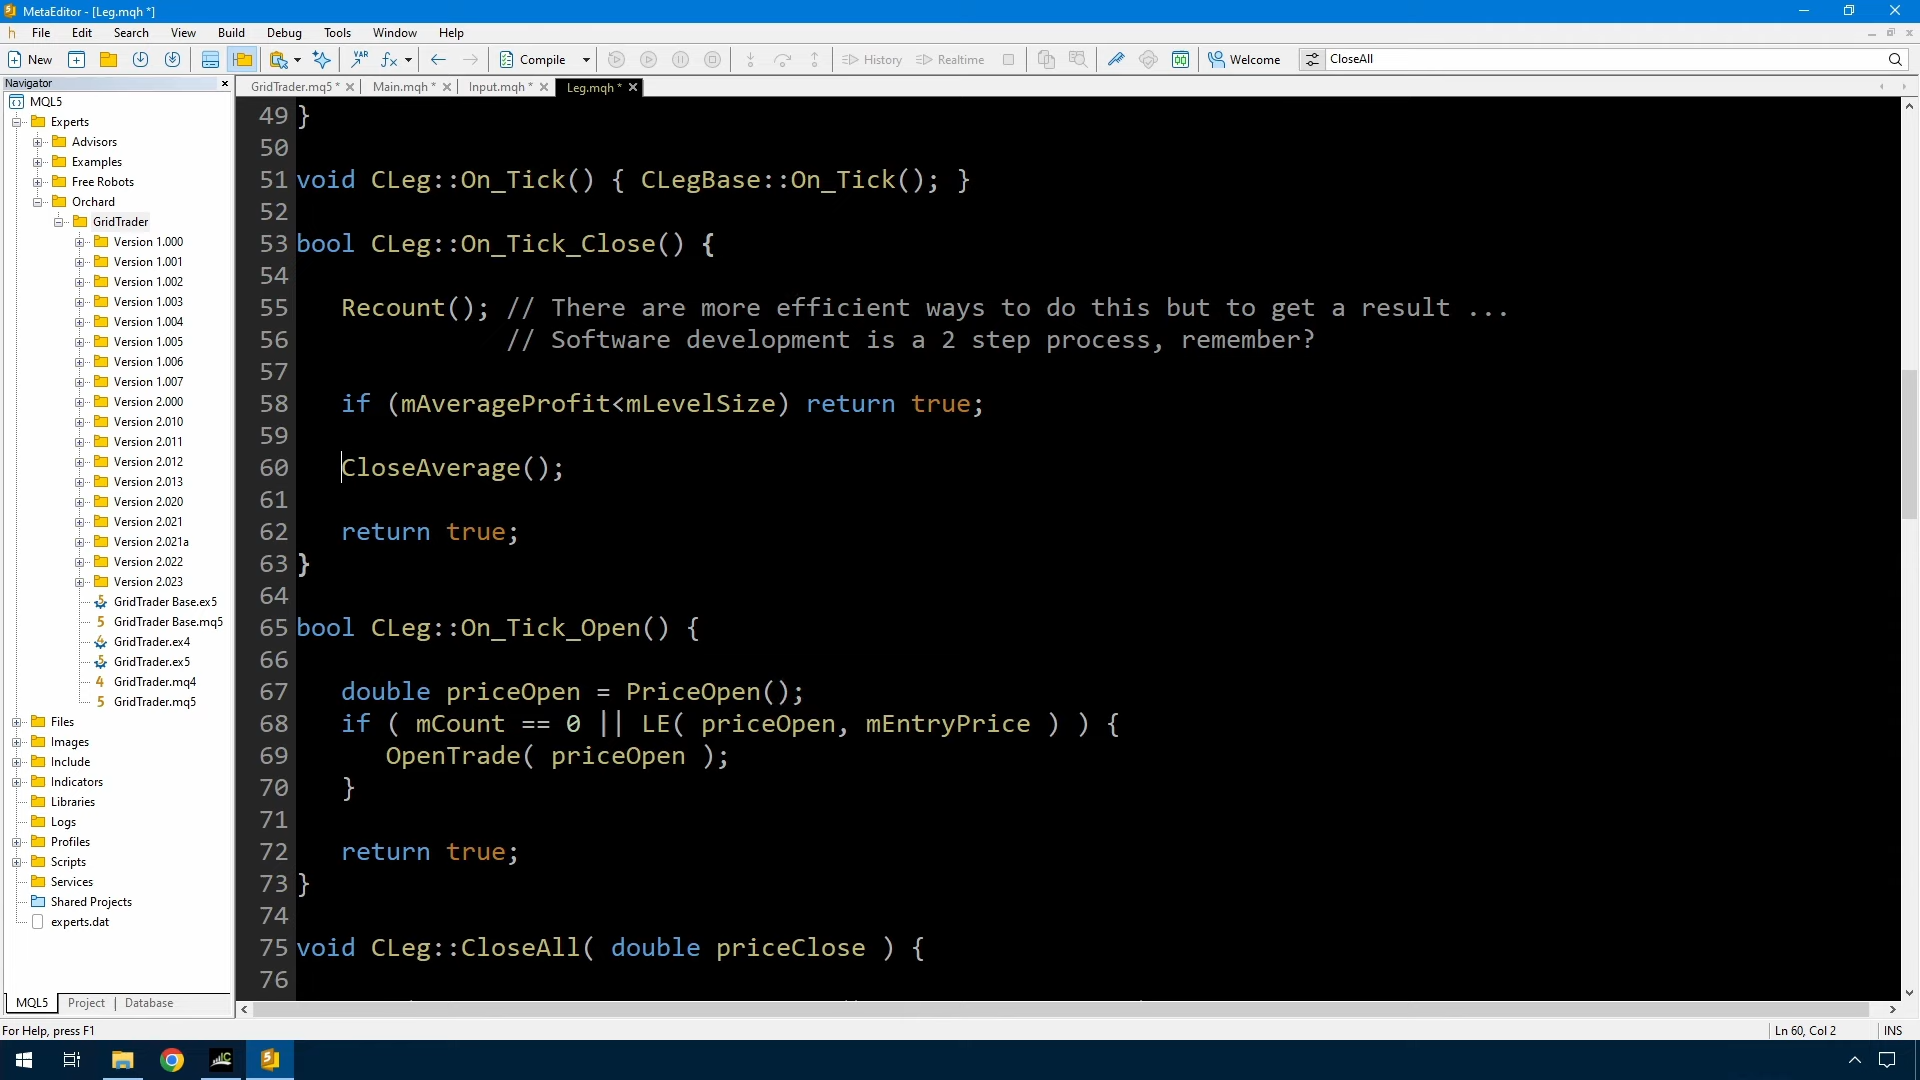 MetaEditor - [Leg.mqh *]
h File Edit Search View Build Debug Tools Window Help
New VAR fx Compile History Realtime Welcome CloseAll
Navigator
GridTrader.mq5 * Main.mqh * Input.mqh * Leg.mqh *
MQL5
Experts
Advisors
Examples
Free Robots
Orchard
GridTrader
Version 1.000
Version 1.001
Version 1.002
Version 1.003
Version 1.004
Version 1.005
Version 1.006
Version 1.007
Version 2.000
Version 2.010
Version 2.011
Version 2.012
Version 2.013
Version 2.020
Version 2.021
Version 2.021a
Version 2.022
Version 2.023
GridTrader Base.ex5
GridTrader Base.mq5
GridTrader.ex4
GridTrader.ex5
GridTrader.mq4
GridTrader.mq5
Files
Images
Include
Indicators
Libraries
Logs
Profiles
Scripts
Services
Shared Projects
experts.dat
MQL5 Project Database
49 }
50
51 void CLeg::On_Tick() { CLegBase::On_Tick(); }
52
53 bool CLeg::On_Tick_Close() {
54
55 Recount(); // There are more efficient ways to do this but to get a result ...
56 // Software development is a 2 step process, remember?
57
58 if (mAverageProfit<mLevelSize) return true;
59
60 CloseAverage();
61
62 return true;
63 }
64
65 bool CLeg::On_Tick_Open() {
66
67 double priceOpen = PriceOpen();
68 if ( mCount == 0 || LE( priceOpen, mEntryPrice ) ) {
69 OpenTrade( priceOpen );
70 }
71
72 return true;
73 }
74
75 void CLeg::CloseAll( double priceClose ) {
76
For Help, press F1 Ln 60, Col 2 INS